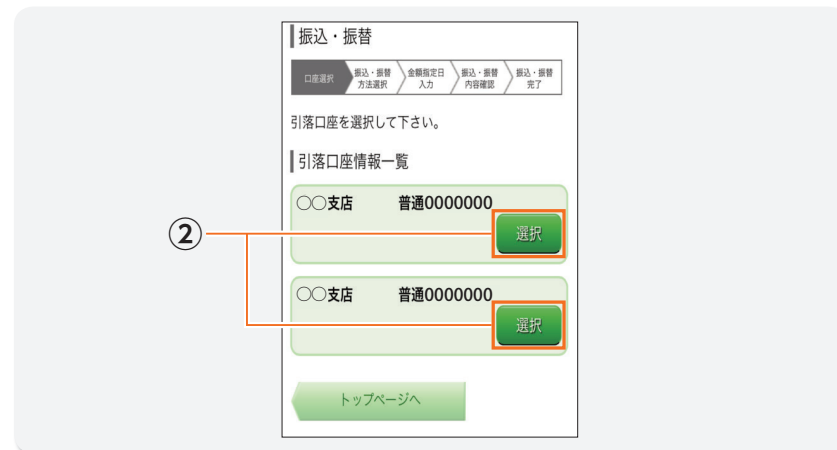 振込・振替
口座選択
振込・振替
方法選択
金額指定日
入力
振込・振替
内容確認
振込・振替
完了
引落口座を選択して下さい。
引落口座情報一覧
○○支店 普通0000000
選択
②
○○支店 普通0000000
選択
トップページへ